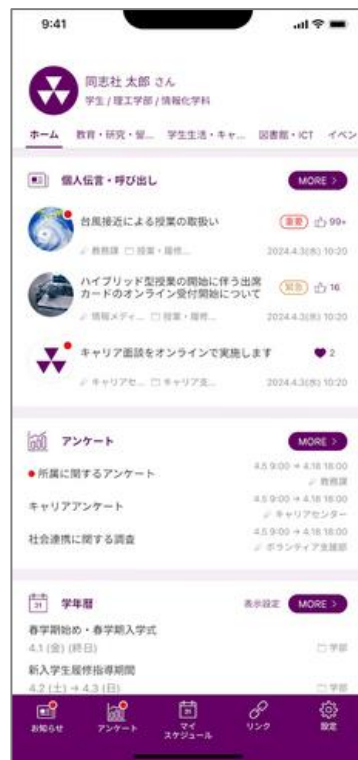 9:41
同志社 太郎 さん
学生 / 理工学部 / 情報化学科
ホーム 教育・研究・留... 学生生活・キャ... 図書館・ICT イベン
個人伝言・呼び出し MORE >
台風接近による授業の取扱い 重要 99+
教務課 授業・履修... 2024.4.3(水) 10:20
ハイブリッド型授業の開始に伴う出席 緊急 16
カードのオンライン受付開始について
情報メディ... 授業・履修... 2024.4.3(水) 10:20
キャリア面談をオンラインで実施します 2
キャリアセ... キャリア支... 2024.4.3(水) 10:20
アンケート MORE >
所属に関するアンケート 4.5 9:00 → 4.18 18:00
教務課
キャリアアンケート 4.5 9:00 → 4.18 18:00
キャリアセンター
社会連携に関する調査 4.5 9:00 → 4.18 18:00
ボランティア支援部
31 学年暦 表示設定 MORE >
春学期始め・春学期入学式
4.1 (金) (終日) 学部
新入学生履修指導期間
4.2 (土) → 4.3 (日) 学部
お知らせ アンケート マイ リンク 設定
スケジュール